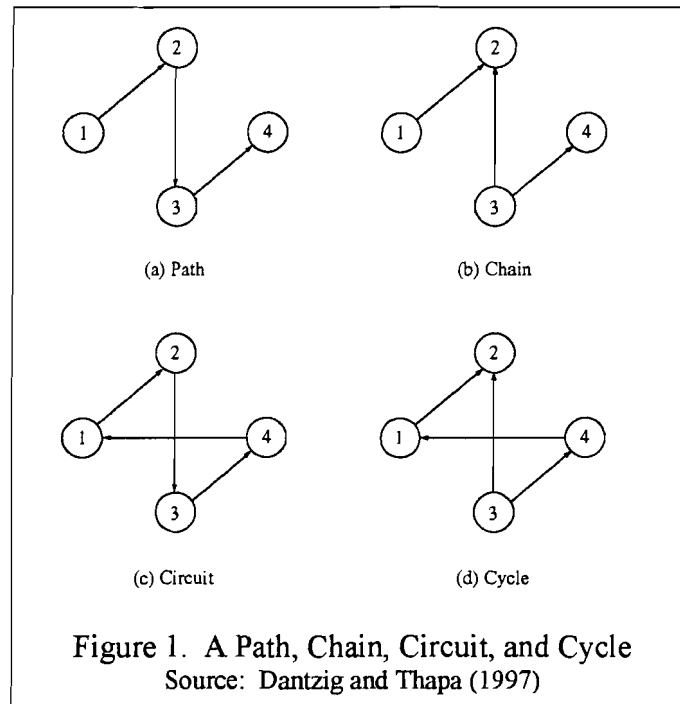 2
1
4
3
(a) Path
2
1
4
3
(b) Chain
2
1
4
3
(c) Circuit
2
1
4
3
(d) Cycle
Figure 1. A Path, Chain, Circuit, and Cycle
Source: Dantzig and Thapa (1997)